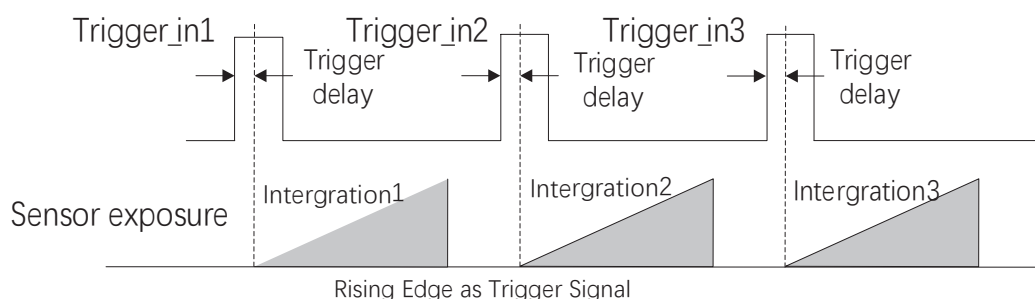 Trigger_in1
Trigger_in2
Trigger_in3
Trigger
delay
Trigger
delay
Trigger
delay
Sensor exposure
Intergration1
Intergration2
Intergration3
Rising Edge as Trigger Signal